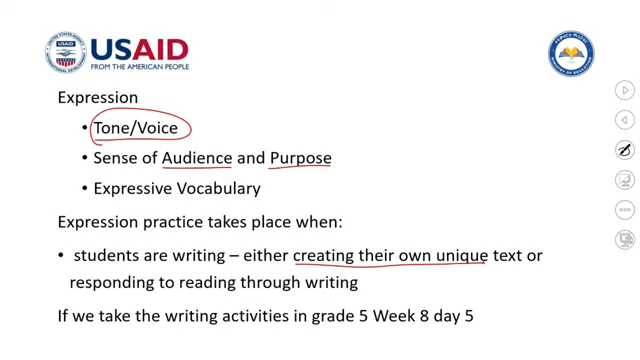 USAID
FROM THE AMERICAN PEOPLE
Expression
• Tone/Voice
• Sense of Audience and Purpose
• Expressive Vocabulary
Expression practice takes place when:
• students are writing – either creating their own unique text or
responding to reading through writing
If we take the writing activities in grade 5 Week 8 day 5